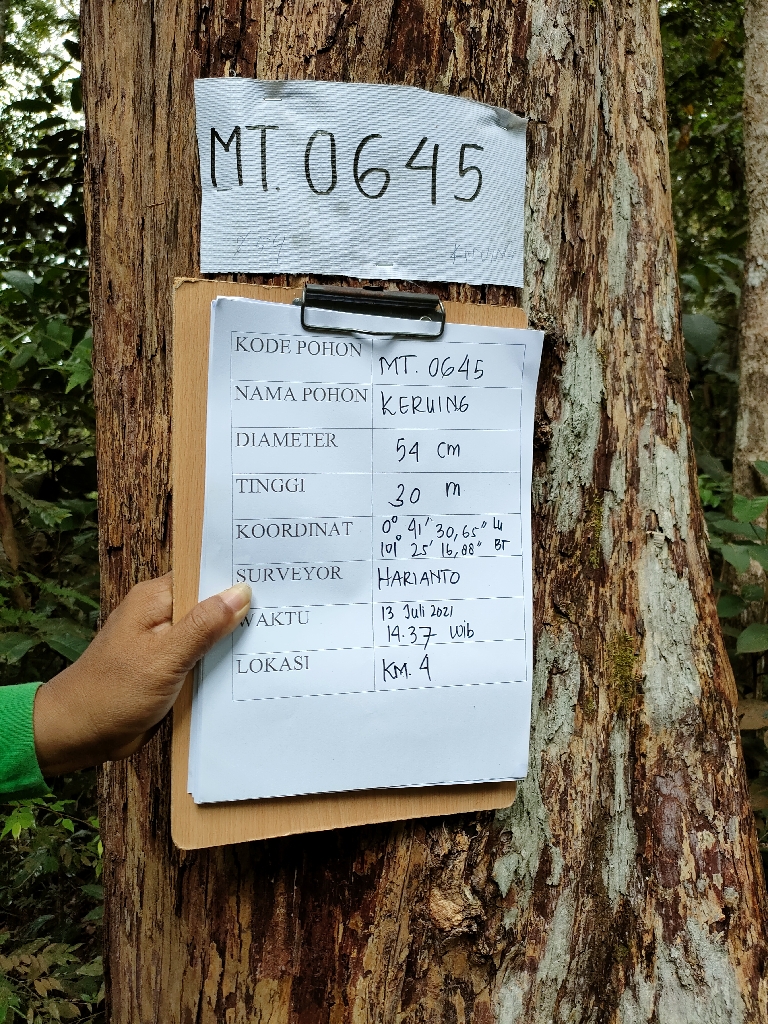 MT. 0645
KODE POHON MT. 0645
NAMA POHON KERUING
DIAMETER 54 cm
TINGGI 30 m
KOORDINAT 0° 41" 30,65" LU
101° 25' 16,88" BT
SURVEYOR HARIANTO
WAKTU 13 Juli 2021
14.37 Wib
LOKASI KM. 4